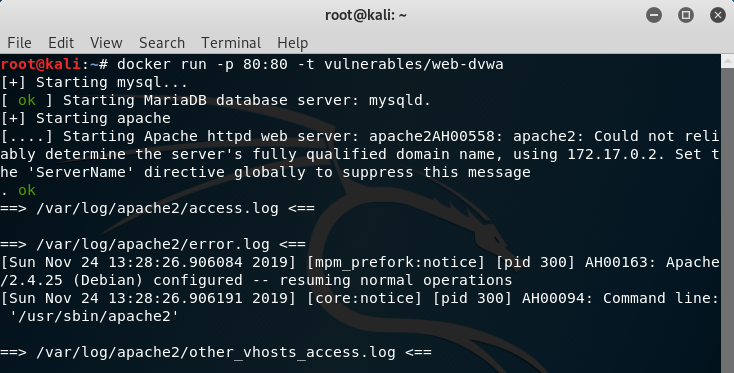 root@kali: ~
File Edit View Search Terminal Help
root@kali:~# docker run -p 80:80 -t vulnerables/web-dvwa
[+] Starting mysql...
[ ok ] Starting MariaDB database server: mysqld.
[+] Starting apache
[....] Starting Apache httpd web server: apache2AH00558: apache2: Could not reli
ably determine the server's fully qualified domain name, using 172.17.0.2. Set t
he 'ServerName' directive globally to suppress this message
. ok
==> /var/log/apache2/access.log <==
==> /var/log/apache2/error.log <==
[Sun Nov 24 13:28:26.906084 2019] [mpm_prefork:notice] [pid 300] AH00163: Apache
/2.4.25 (Debian) configured -- resuming normal operations
[Sun Nov 24 13:28:26.906191 2019] [core:notice] [pid 300] AH00094: Command line:
 '/usr/sbin/apache2'
==> /var/log/apache2/other_vhosts_access.log <==